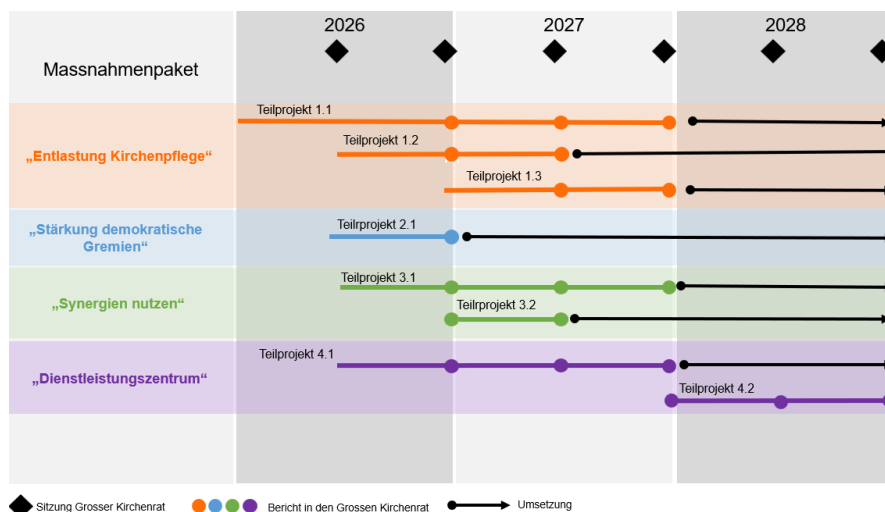 2026
2027
2028
Massnahmenpaket
Teilprojekt 1.1
Teilprojekt 1.2
„Entlastung Kirchenpflege“
Teilprojekt 1.3
„Stärkung demokratische
Gremien“
Teilrprojekt 2.1
Teilprojekt 3.1
„Synergien nutzen“
Teilrprojekt 3.2
Teilprojekt 4.1
„Dienstleistungszentrum“
Teilprojekt 4.2
Sitzung Grosser Kirchenrat
Bericht in den Grossen Kirchenrat
Umsetzung